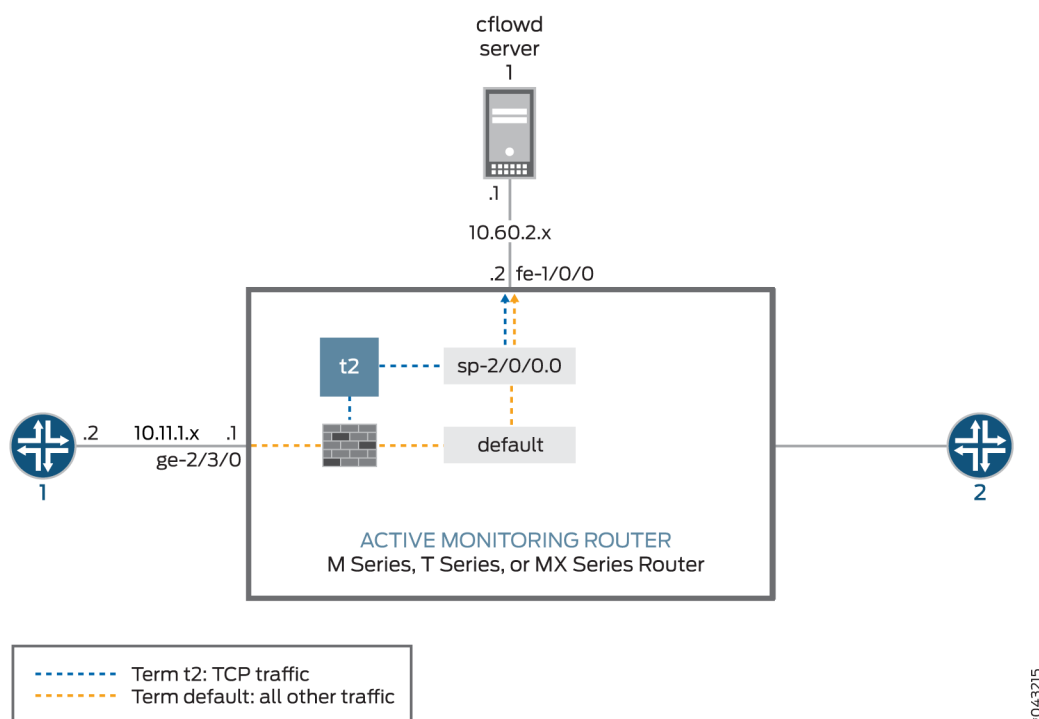 cflowd
server
1
.1
10.60.2.x
.2 fe-1/0/0
t2
sp-2/0/0.0
.2 10.11.1.x .1
ge-2/3/0
default
1
2
ACTIVE MONITORING ROUTER
M Series, T Series, or MX Series Router
Term t2: TCP traffic
Term default: all other traffic